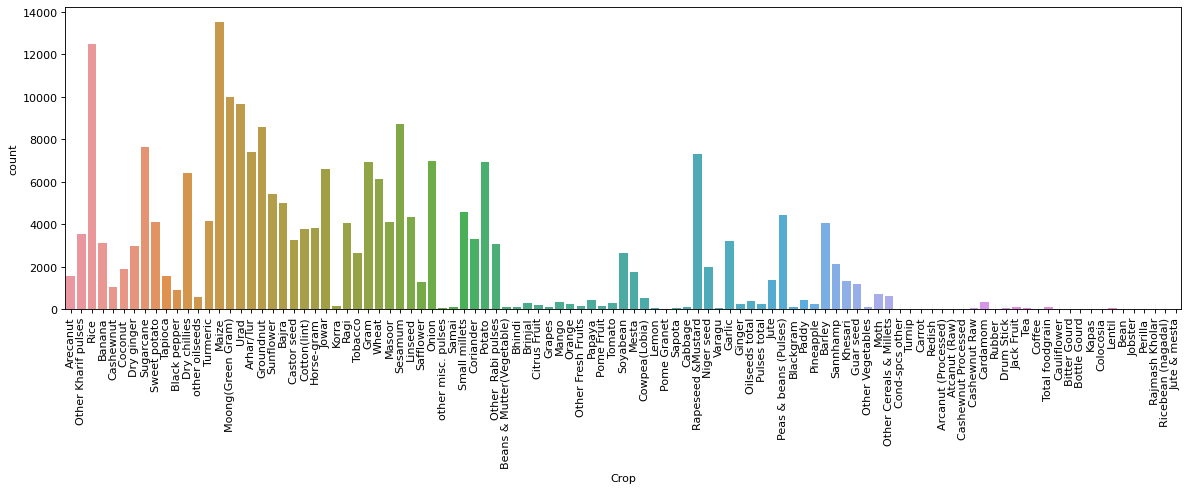 14000
12000
10000
8000
6000
4000
2000
0
count
Arecanut
Other Kharif pulses
Rice
Banana
Cashewnut
Coconut
Dry ginger
Sugarcane
Sweet potato
Tapioca
Black pepper
Dry chillies
other oilseeds
Turmeric
Maize
Moong(Green Gram)
Urad
Arhar/Tur
Groundnut
Sunflower
Bajra
Castor seed
Cotton(lint)
Horse-gram
Jowar
Korra
Ragi
Tobacco
Gram
Wheat
Masoor
Sesamum
Linseed
Safflower
Onion
other misc. pulses
Samai
Small millets
Coriander
Potato
Other  Rabi pulses
Beans & Mutter(Vegetable)
Bhindi
Brinjal
Citrus Fruit
Grapes
Mango
Orange
Other Fresh Fruits
Papaya
Pome Fruit
Tomato
Soyabean
Mesta
Cowpea(Lobia)
Lemon
Pome Granet
Sapota
Cabbage
Rapeseed &Mustard
Niger seed
Varagu
Garlic
Ginger
Oilseeds total
Pulses total
Jute
Peas & beans (Pulses)
Blackgram
Paddy
Pineapple
Barley
Sannhamp
Khesari
Guar seed
Other Vegetables
Moth
Other Cereals & Millets
Cond-spcs other
Turnip
Carrot
Redish
Arcanut (Processed)
Atcanut (Raw)
Cashewnut Processed
Cashewnut Raw
Cardamom
Rubber
Drum Stick
Jack Fruit
Tea
Coffee
Total foodgrain
Cauliflower
Bitter Gourd
Bottle Gourd
Kapas
Colocosia
Lentil
Bean
Jobster
Perilla
Rajmash Kholar
Ricebean (nagadal)
Jute & mesta
Crop